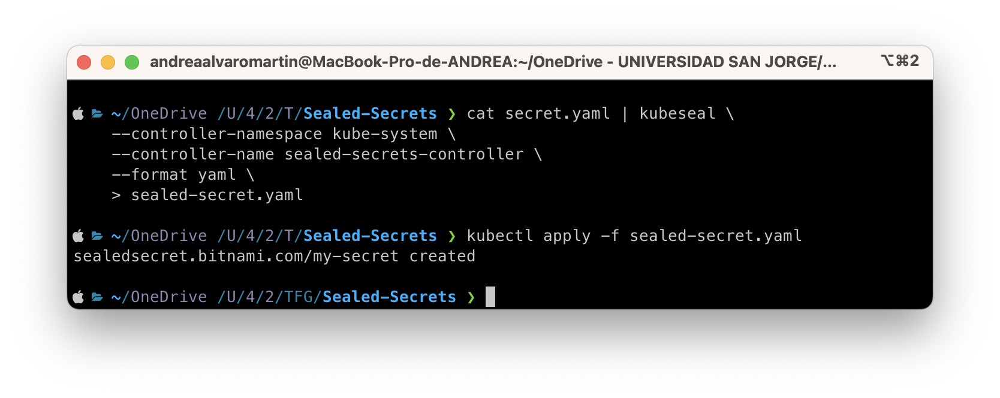 andreaalvaromartin@MacBook-Pro-de-ANDREA:~/OneDrive - UNIVERSIDAD SAN JORGE/... ⌥⌘2
~/OneDrive /U/4/2/T/Sealed-Secrets ❯ cat secret.yaml | kubeseal \
--controller-namespace kube-system \
--controller-name sealed-secrets-controller \
--format yaml \
> sealed-secret.yaml
~/OneDrive /U/4/2/T/Sealed-Secrets ❯ kubectl apply -f sealed-secret.yaml
sealedsecret.bitnami.com/my-secret created
~/OneDrive /U/4/2/TFG/Sealed-Secrets ❯